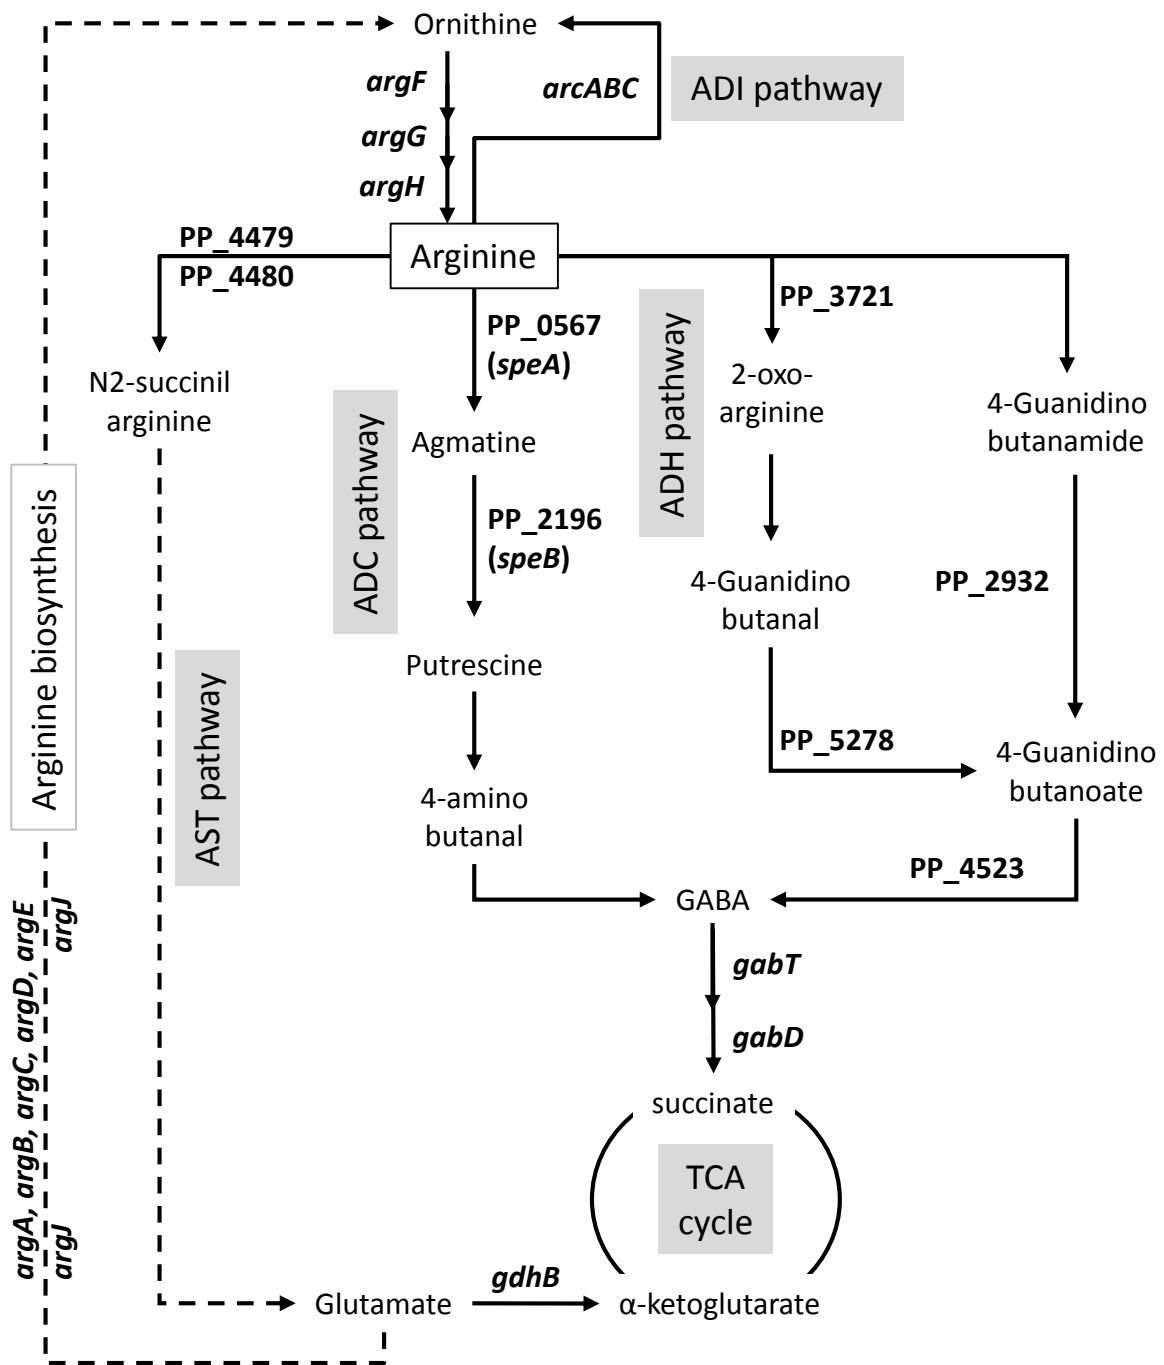 Ornithine
argF
arcABC
ADI pathway
argG
argH
PP_4479
Arginine
PP_4480
PP_3721
PP_0567
(speA)
N2-succinil
arginine
2-oxo-
arginine
4-Guanidino
butanamide
ADH pathway
Agmatine
ADC pathway
PP_2196
(speB)
4-Guanidino
butanal
PP_2932
Arginine biosynthesis
Putrescine
AST pathway
PP_5278
4-Guanidino
butanoate
4-amino
butanal
PP_4523
GABA
argA, argB, argC, argD, argE
argJ
argJ
gabT
gabD
succinate
TCA
cycle
gdhB
Glutamate
α-ketoglutarate